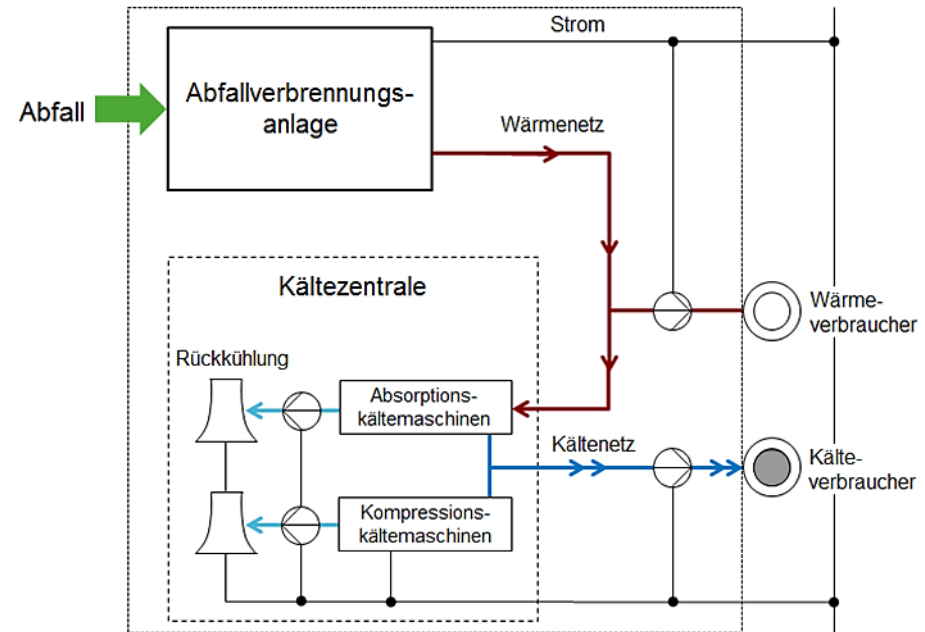 Strom
Abfall
Abfallverbrennungs-
anlage
Wärmenetz
Kältezentrale
Wärme-
verbraucher
Rückkühlung
Absorptions-
kältemaschinen
Kältenetz
Kälte-
verbraucher
Kompressions-
kältemaschinen